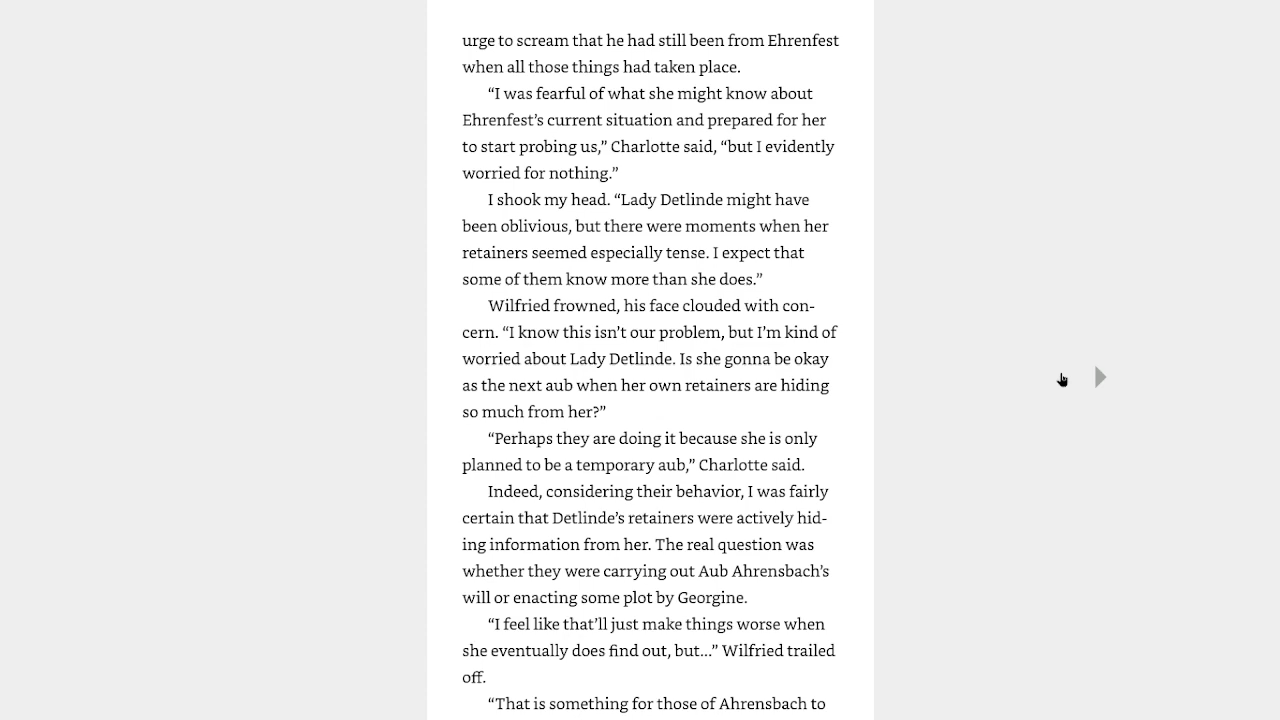 urge to scream that he had still been from Ehrenfest
when all those things had taken place.
“I was fearful of what she might know about
Ehrenfest’s current situation and prepared for her
to start probing us,” Charlotte said, “but I evidently
worried for nothing.”
I shook my head. “Lady Detlinde might have
been oblivious, but there were moments when her
retainers seemed especially tense. I expect that
some of them know more than she does.”
Wilfried frowned, his face clouded with con-
cern. “I know this isn’t our problem, but I’m kind of
worried about Lady Detlinde. Is she gonna be okay
as the next aub when her own retainers are hiding
so much from her?”
“Perhaps they are doing it because she is only
planned to be a temporary aub,” Charlotte said.
Indeed, considering their behavior, I was fairly
certain that Detlinde’s retainers were actively hid-
ing information from her. The real question was
whether they were carrying out Aub Ahrensbach’s
will or enacting some plot by Georgine.
“I feel like that’ll just make things worse when
she eventually does find out, but...” Wilfried trailed
off.
“That is something for those of Ahrensbach to